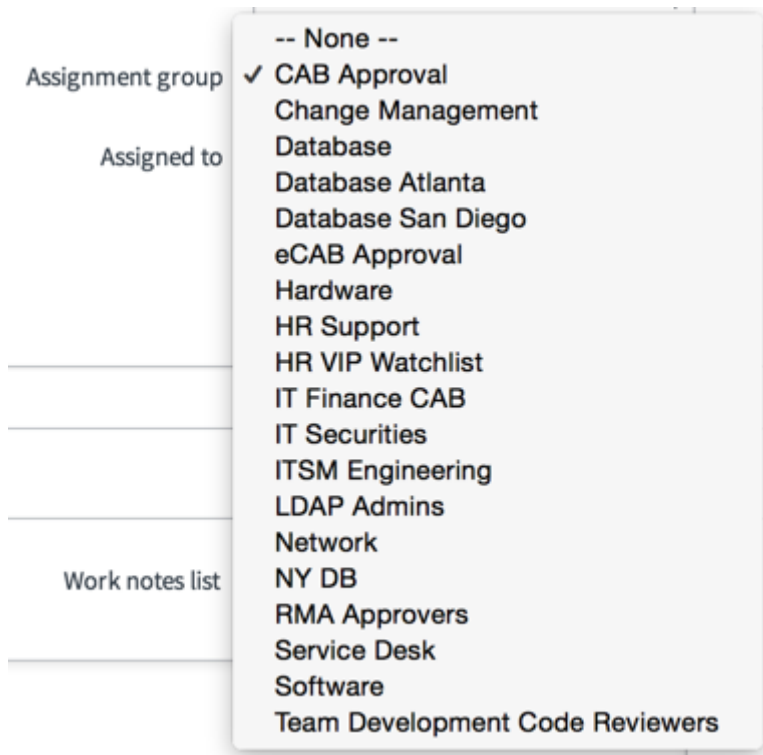 -- None --
Assignment group ✓ CAB Approval
Change Management
Database
Assigned to
Database Atlanta
Database San Diego
eCAB Approval
Hardware
HR Support
HR VIP Watchlist
IT Finance CAB
IT Securities
ITSM Engineering
LDAP Admins
Network
Work notes list
NY DB
RMA Approvers
Service Desk
Software
Team Development Code Reviewers